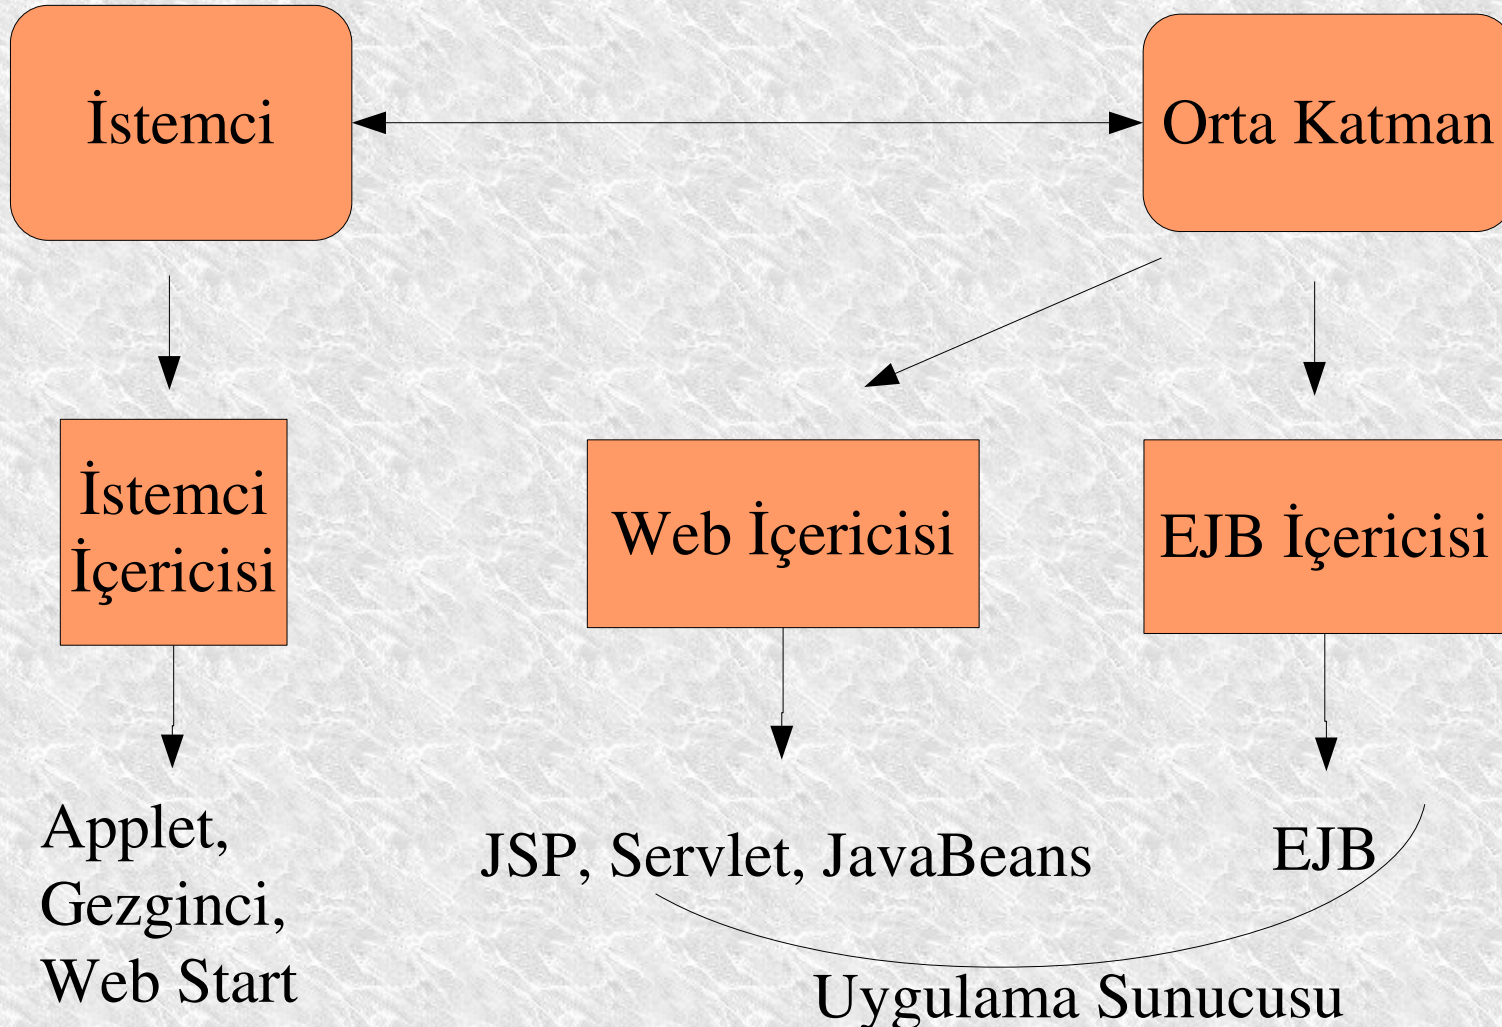 İstemci
Orta Katman
İstemci
İçericisi
Web İçericisi
EJB İçericisi
Applet,
Gezginci,
Web Start
JSP, Servlet, JavaBeans
EJB
Uygulama Sunucusu